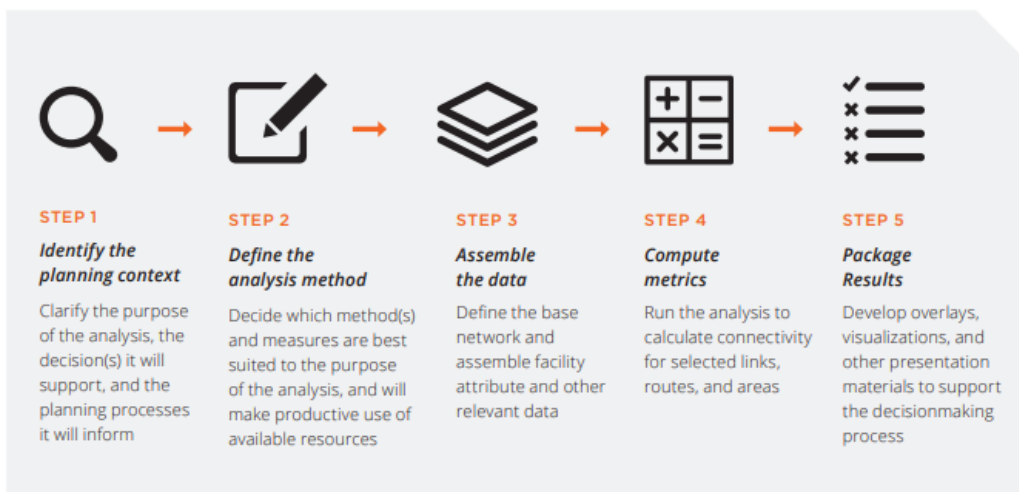 STEP 1
Identify the
planning context
Clarify the purpose
of the analysis, the
decision(s) it will
support, and the
planning processes
it will inform
STEP 2
Define the
analysis method
Decide which method(s)
and measures are best
suited to the purpose
of the analysis, and will
make productive use of
available resources
STEP 3
Assemble
the data
Define the base
network and
assemble facility
attribute and other
relevant data
STEP 4
Compute
metrics
Run the analysis to
calculate connectivity
for selected links,
routes, and areas
STEP 5
Package
Results
Develop overlays,
visualizations, and
other presentation
materials to support
the decisionmaking
process